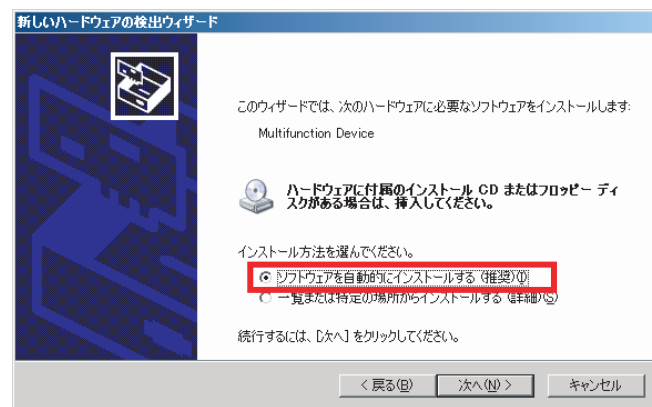 新しいハードウェアの検出ウィザード
このウィザードでは、次のハードウェアに必要なソフトウェアをインストールします:
Multifunction Device
ハードウェアに付属のインストール CD またはフロッピー ディ
スクがある場合は、挿入してください。
インストール方法を選んでください。
ソフトウェアを自動的にインストールする (推奨)(I)
一覧または特定の場所からインストールする (詳細)(S)
続行するには、[次へ] をクリックしてください。
< 戻る(B) 次へ(N) > キャンセル